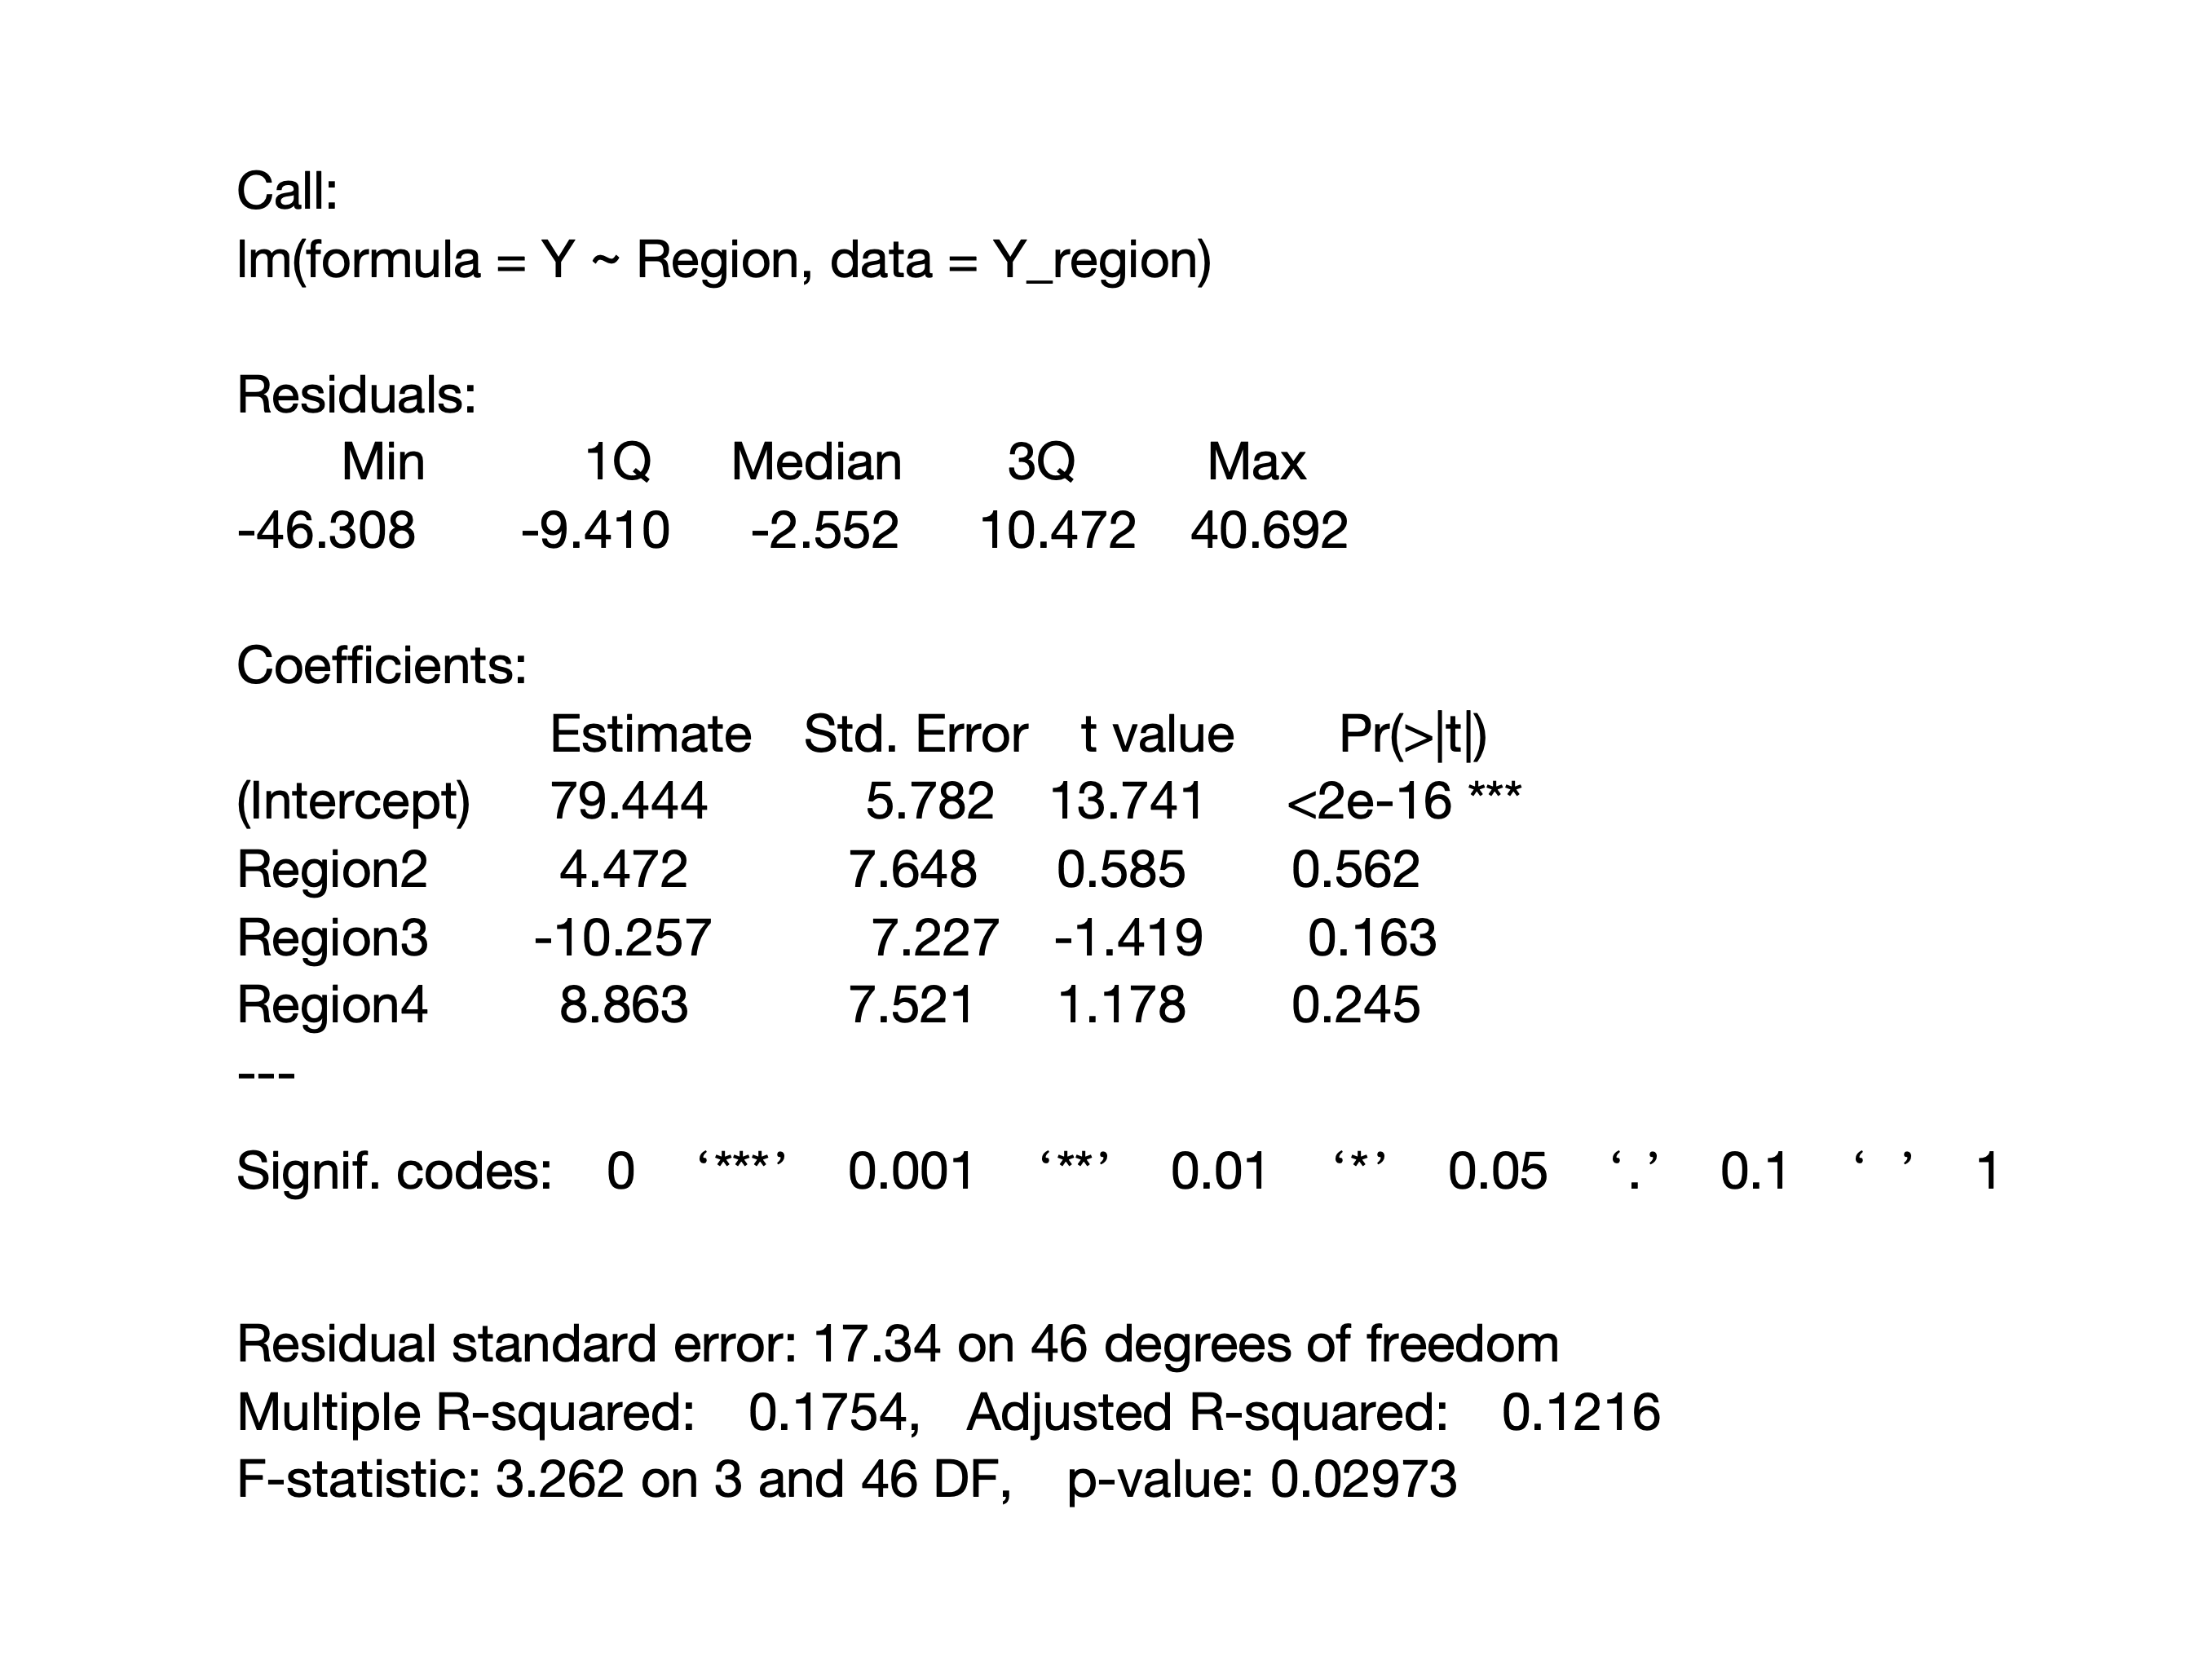 Call:
lm(formula = Y ~ Region, data = Y_region)
Residuals:
Min 1Q Median 3Q Max
-46.308 -9.410 -2.552 10.472 40.692
Coefficients:
Estimate Std. Error t value Pr(>|t|)
(Intercept) 79.444 5.782 13.741 <2e-16 ***
Region2 4.472 7.648 0.585 0.562
Region3 -10.257 7.227 -1.419 0.163
Region4 8.863 7.521 1.178 0.245
---
Signif. codes: 0 ‘***’ 0.001 ‘**’ 0.01 ‘*’ 0.05 ‘.’ 0.1 ‘ ’ 1
Residual standard error: 17.34 on 46 degrees of freedom
Multiple R-squared: 0.1754, Adjusted R-squared: 0.1216
F-statistic: 3.262 on 3 and 46 DF, p-value: 0.02973